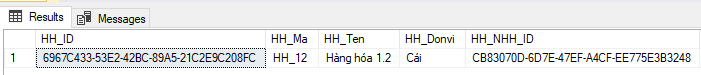 Results Messages
HH_ID HH_Ma HH_Ten HH_Donvi HH_NHH_ID
1 6967C433-53E2-42BC-89A5-21C2E9C208FC HH_12 Hàng hóa 1.2 Cái CB83070D-6D7E-47EF-A4CF-EE775E3B3248